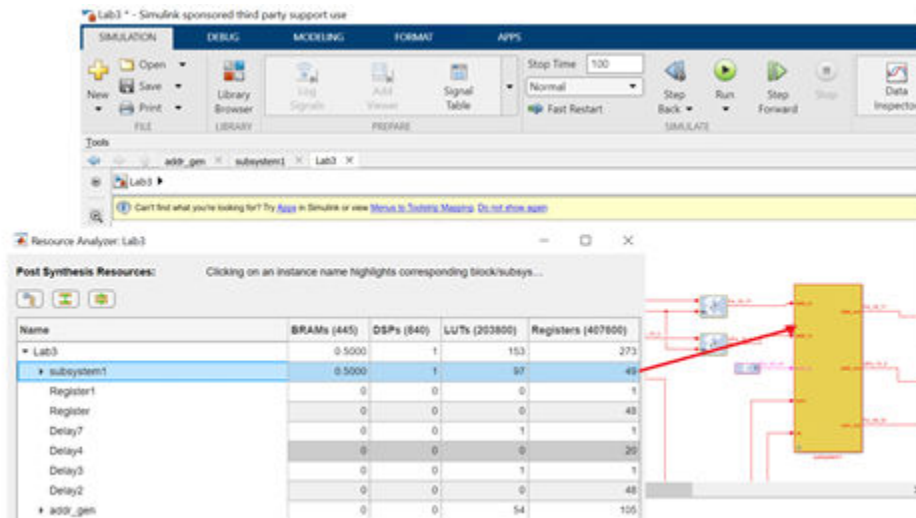 Lab3 * - Simulink sponsored third party support use
SIMULATION DEBUG MODELING FORMAT APPS
New
Open
Save
Print
FILE
Library Browser
LIBRARY
Log Signals
Add Viewer
Signal Table
PREPARE
Stop Time 100
Normal
Fast Restart
Step Back
Run
Step Forward
Stop
SIMULATE
Data Inspector
Tools
addr_gen subsystem1 Lab3
Lab3
Can't find what you're looking for? Try Apps in Simulink or view Menus to Toolstrip Mapping. Do not show again
Resource Analyzer: Lab3
Post Synthesis Resources: Clicking on an instance name highlights corresponding block/subsys...
Name BRAMs (445) DSPs (840) LUTs (203800) Registers (407600)
Lab3 0.5000 1 153 273
subsystem1 0.5000 1 97 49
Register1 0 0 0 1
Register 0 0 0 48
Delay7 0 0 1 1
Delay4 0 0 0 20
Delay3 0 0 1 1
Delay2 0 0 0 48
addr_gen 0 0 54 105